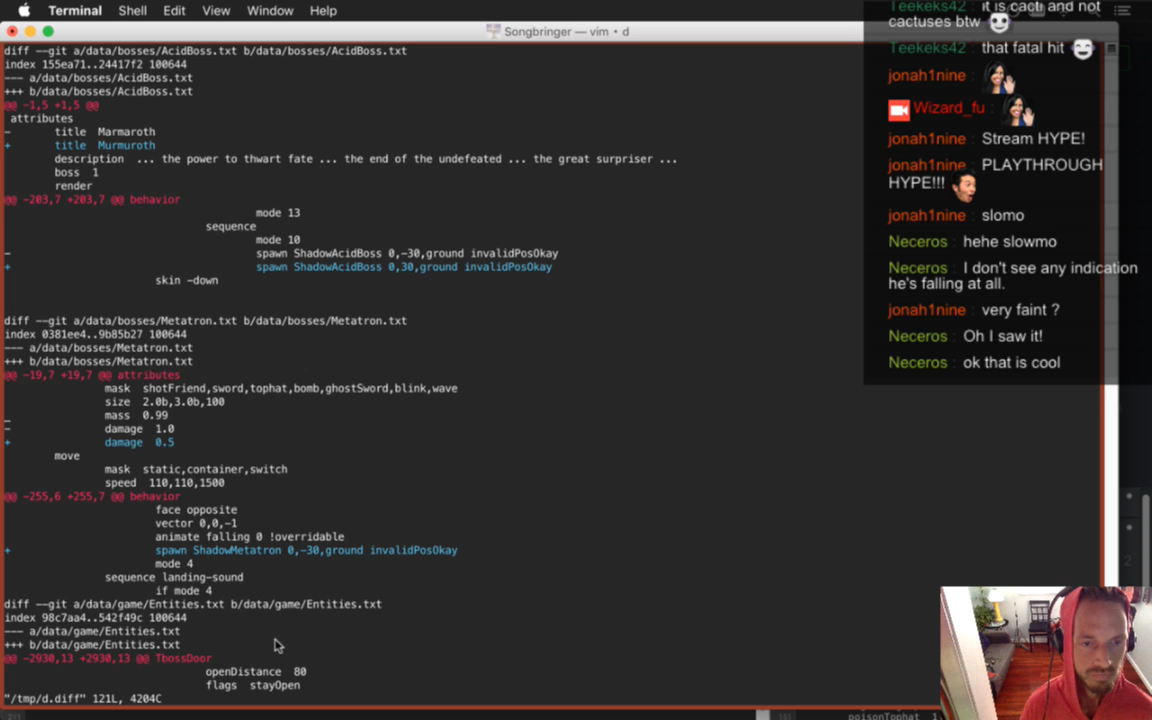 Terminal Shell Edit View Window Help
Songbringer — vim • d
diff --git a/data/bosses/AcidBoss.txt b/data/bosses/AcidBoss.txt
index 155ea71..24417f2 100644
--- a/data/bosses/AcidBoss.txt
+++ b/data/bosses/AcidBoss.txt
@@ -1,5 +1,5 @@
attributes
- title Marmaroth
+ title Murmuroth
description ... the power to thwart fate ... the end of the undefeated ... the great surpriser ...
boss 1
render
@@ -203,7 +203,7 @@ behavior
mode 13
sequence
mode 10
- spawn ShadowAcidBoss 0,-30,ground invalidPosOkay
+ spawn ShadowAcidBoss 0,30,ground invalidPosOkay
skin -down
diff --git a/data/bosses/Metatron.txt b/data/bosses/Metatron.txt
index 0381ee4..9b85b27 100644
--- a/data/bosses/Metatron.txt
+++ b/data/bosses/Metatron.txt
@@ -19,7 +19,7 @@ attributes
mask shotFriend,sword,tophat,bomb,ghostSword,blink,wave
size 2.0b,3.0b,100
mass 0.99
- damage 1.0
+ damage 0.5
move
mask static,container,switch
speed 110,110,1500
@@ -255,6 +255,7 @@ behavior
face opposite
vector 0,0,-1
animate falling 0 !overridable
+ spawn ShadowMetatron 0,-30,ground invalidPosOkay
mode 4
sequence landing-sound
if mode 4
diff --git a/data/game/Entities.txt b/data/game/Entities.txt
index 98c7aa4..542f49c 100644
--- a/data/game/Entities.txt
+++ b/data/game/Entities.txt
@@ -2930,13 +2930,13 @@ TbossDoor
openDistance 80
flags stayOpen
"/tmp/d.diff" 121L, 4204C
Teekeks42 : it is cacti and not
cactuses btw
Teekeks42 : that fatal hit
jonah1nine :
Wizard_fu :
jonah1nine : Stream HYPE!
jonah1nine : PLAYTHROUGH
HYPE!!!
jonah1nine : slomo
Neceros : hehe slowmo
Neceros : I don't see any indication
he's falling at all.
jonah1nine : very faint ?
Neceros : Oh I saw it!
Neceros : ok that is cool
poisonTophat 1.